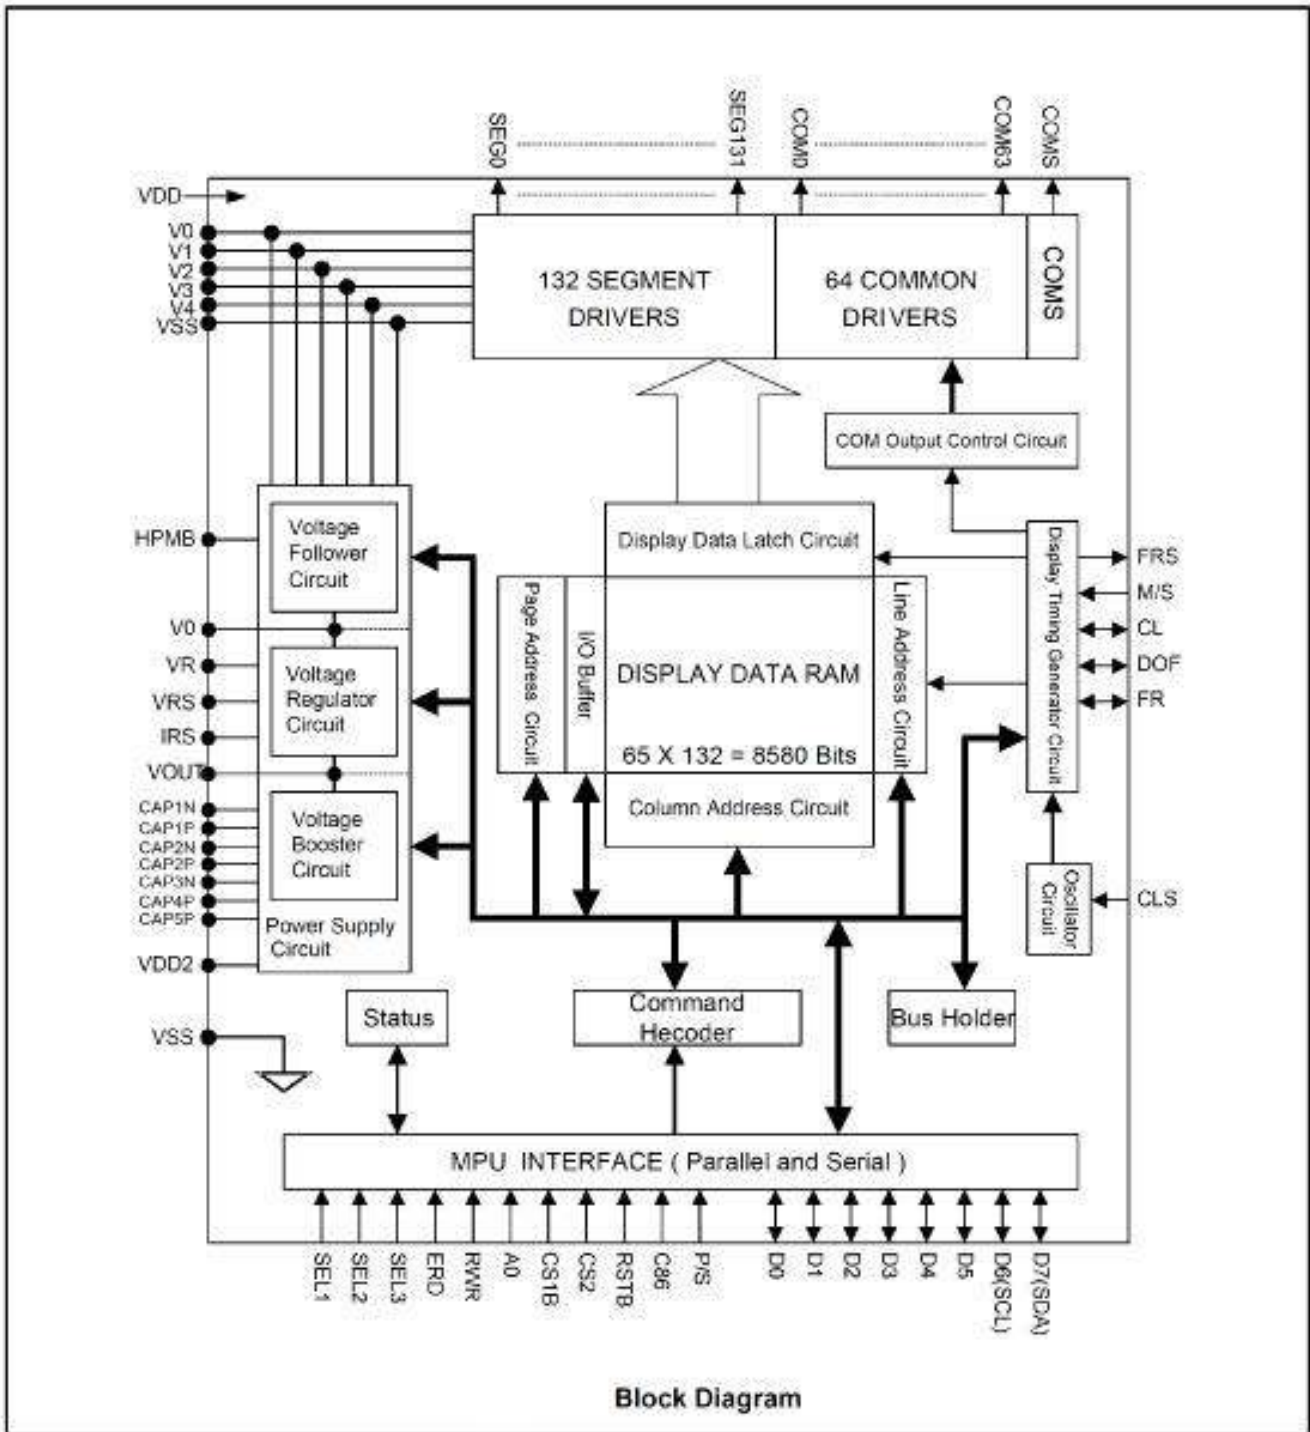 SEG0
SEG131
COM0
COM63
COMS
VDD
V0
V1
V2
V3
V4
VSS
132 SEGMENT
DRIVERS
64 COMMON
DRIVERS
COMS
COM Output Control Circuit
HPMB
V0
VR
VRS
IRS
VOUT
CAP1N
CAP1P
CAP2N
CAP2P
CAP3N
CAP4P
CAP5P
VDD2
VSS
Voltage
Follower
Circuit
Voltage
Regulator
Circuit
Voltage
Booster
Circuit
Power Supply
Circuit
Display Data Latch Circuit
Page Address Circuit
I/O Buffer
DISPLAY DATA RAM
65 X 132 = 8580 Bits
Line Address Circuit
Column Address Circuit
Display Timing Generator Circuit
FRS
M/S
CL
DOF
FR
Oscillator
Circuit
CLS
Status
Command
Hecoder
Bus Holder
MPU INTERFACE ( Parallel and Serial )
SEL1
SEL2
SEL3
ERD
RWR
A0
CS1B
CS2
RSTB
C86
P/S
D0
D1
D2
D3
D4
D5
D6(SCL)
D7(SDA)
Block Diagram